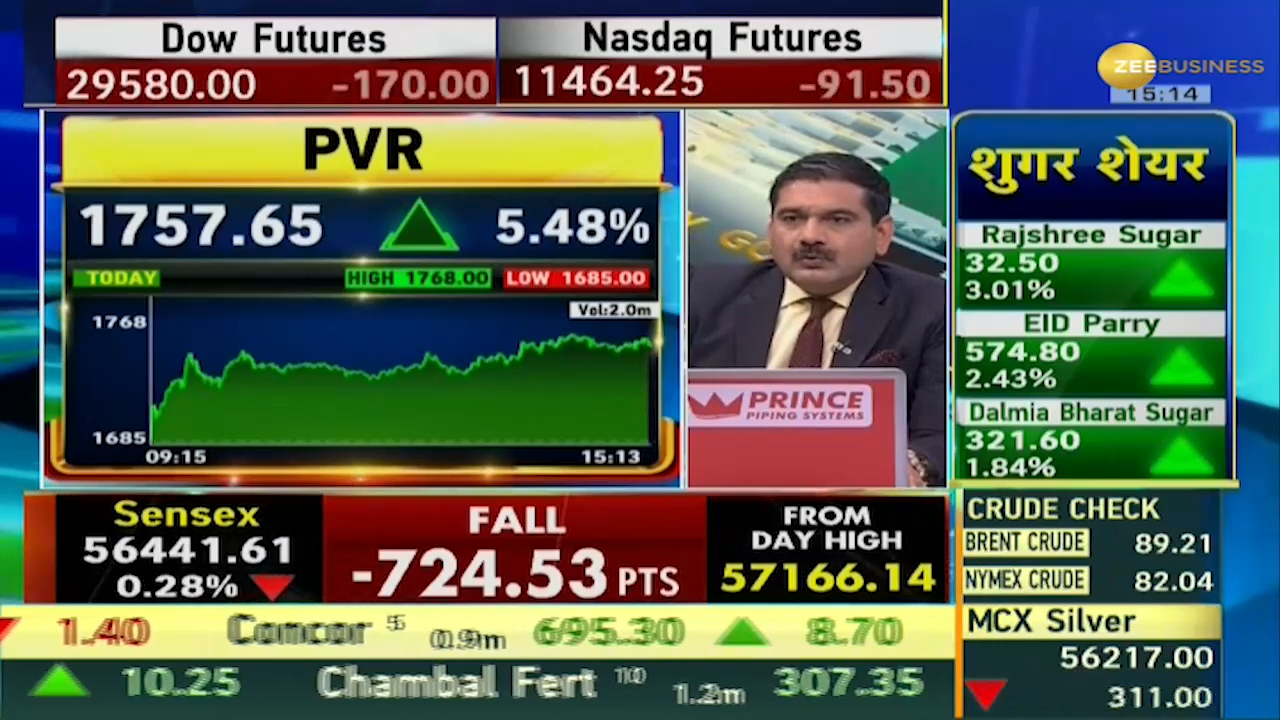 Dow Futures
29580.00 -170.00
Nasdaq Futures
11464.25 -91.50
ZEEBUSINESS
15:14
PVR
1757.65 5.48%
TODAY HIGH 1768.00 LOW 1685.00
Vol:2.0m
1768
1685
09:15 15:13
PRINCE
PIPING SYSTEMS
शुगर शेयर
Rajshree Sugar
32.50
3.01%
EID Parry
574.80
2.43%
Dalmia Bharat Sugar
321.60
1.84%
Sensex
56441.61
0.28%
FALL
-724.53 PTS
FROM
DAY HIGH
57166.14
CRUDE CHECK
BRENT CRUDE 89.21
NYMEX CRUDE 82.04
MCX Silver
56217.00
311.00
1.40 Concor 695.30 8.70
10.25 Chambal Fert 1.2m 307.35